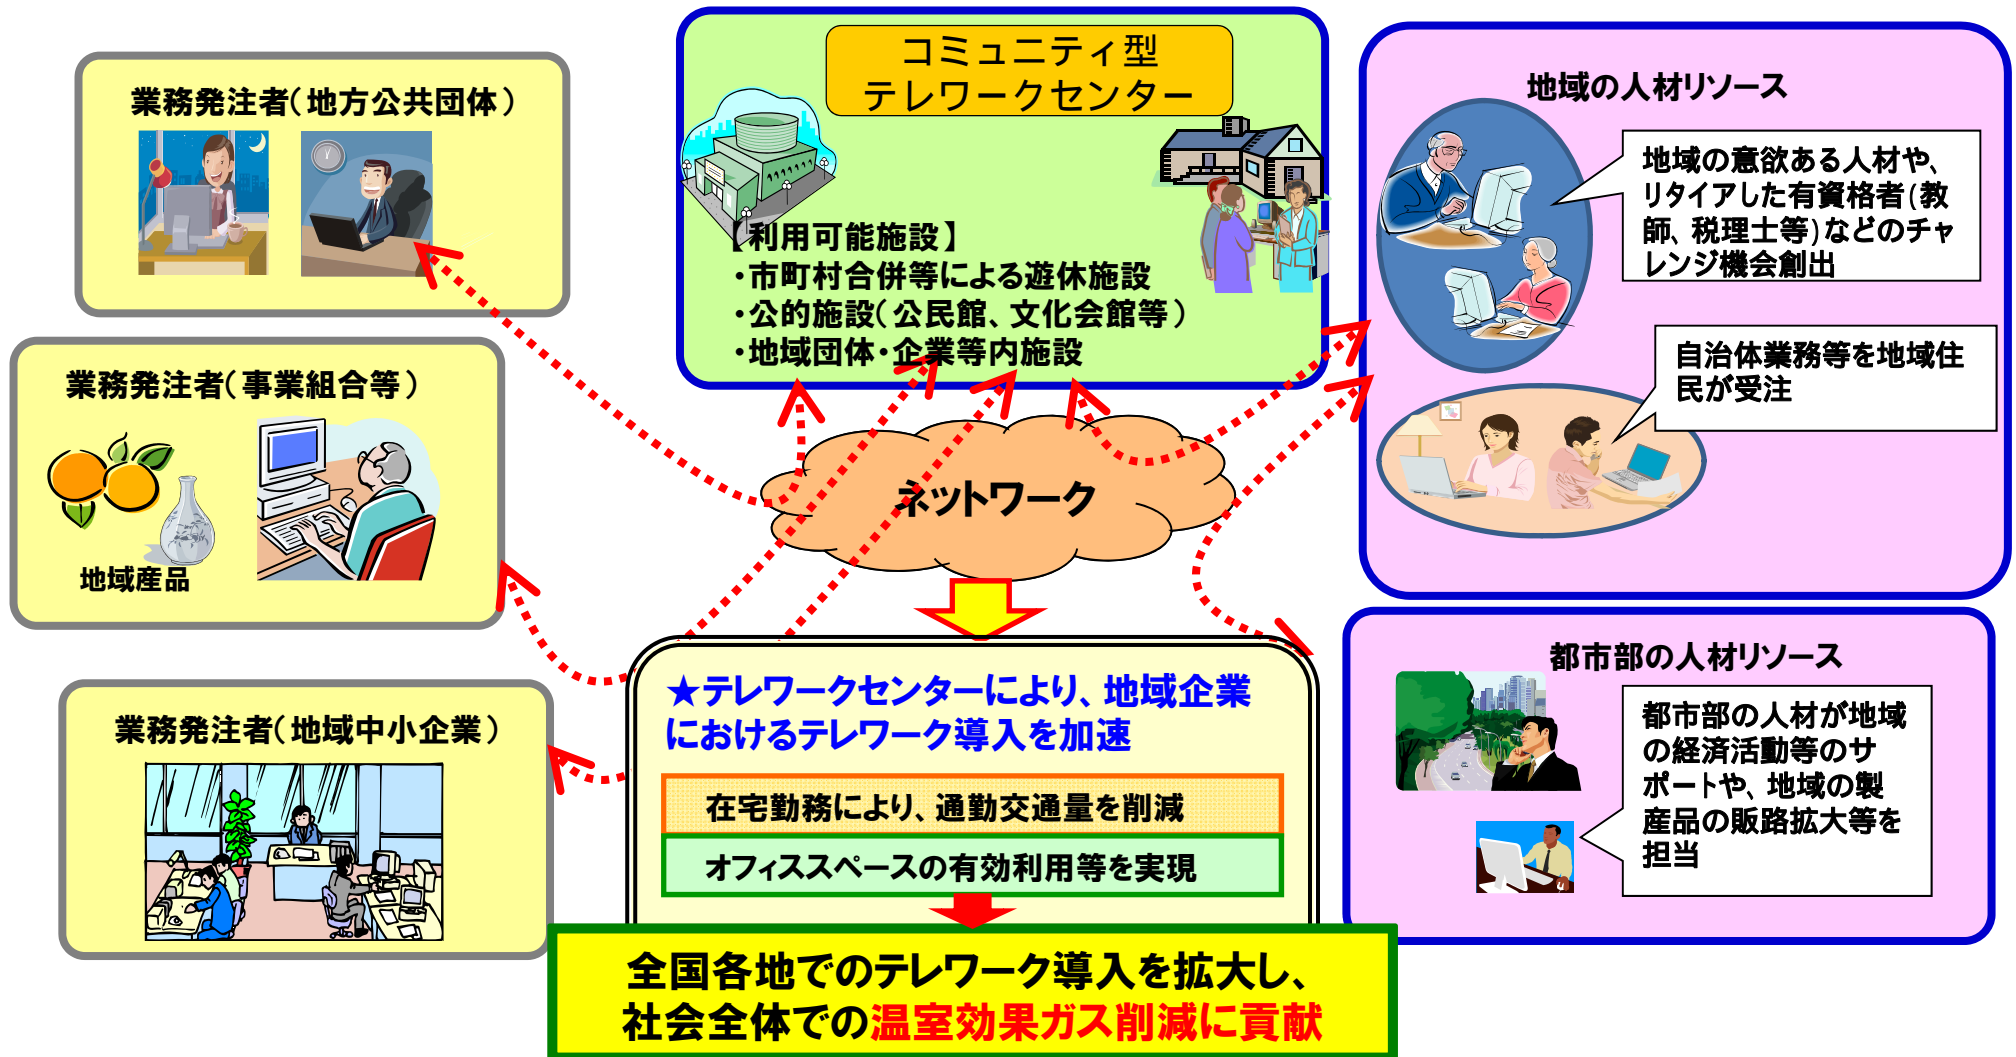 コミュニティ型
テレワークセンター
【利用可能施設】
・市町村合併等による遊休施設
・公的施設(公民館、文化会館等)
・地域団体・企業等内施設
業務発注者(地方公共団体)
業務発注者(事業組合等)
地域産品
業務発注者(地域中小企業)
ネットワーク
地域の人材リソース
地域の意欲ある人材や、
リタイアした有資格者(教
師、税理士等)などのチャ
レンジ機会創出
自治体業務等を地域住
民が受注
都市部の人材リソース
都市部の人材が地域
の経済活動等のサ
ポートや、地域の製
産品の販路拡大等を
担当
★テレワークセンターにより、地域企業
におけるテレワーク導入を加速
在宅勤務により、通勤交通量を削減
オフィススペースの有効利用等を実現
全国各地でのテレワーク導入を拡大し、
社会全体での温室効果ガス削減に貢献